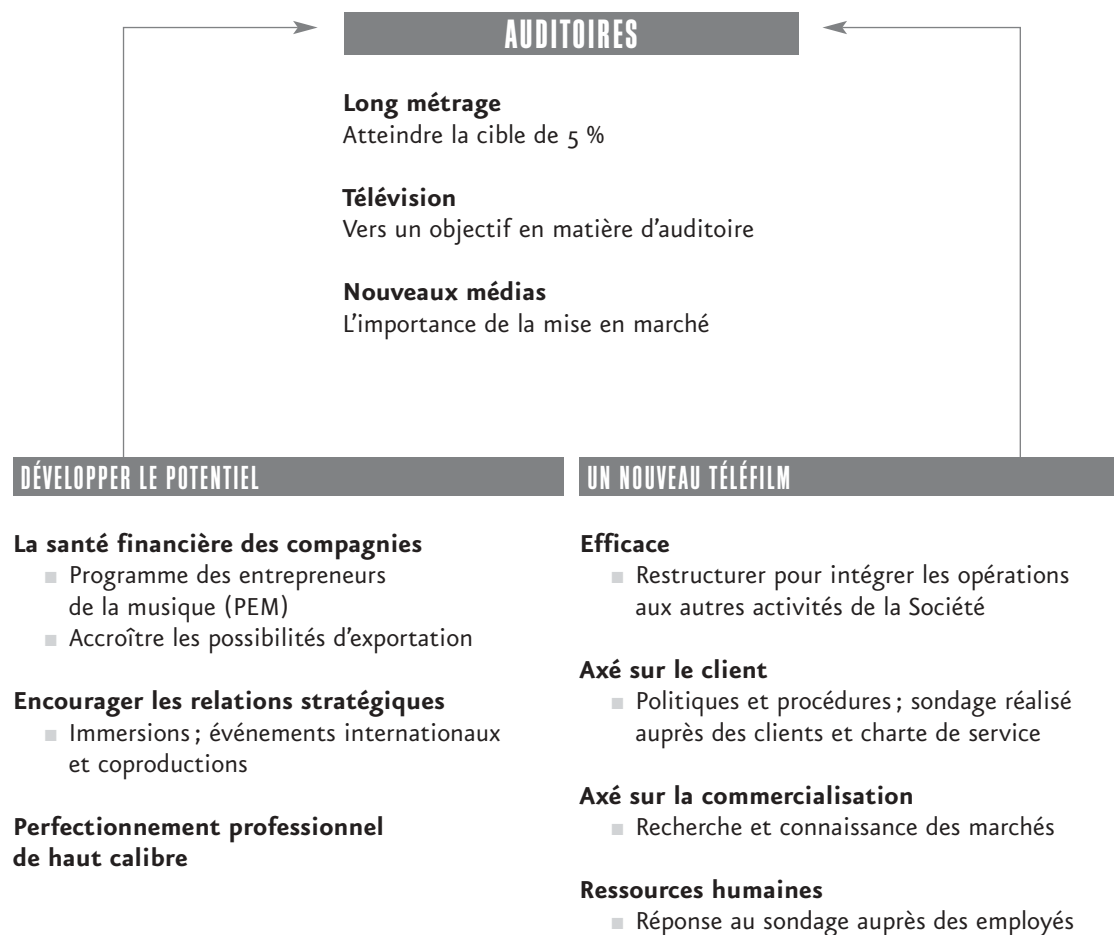 AUDITOIRES
Long métrage
Atteindre la cible de 5 %
Télévision
Vers un objectif en matière d'auditoire
Nouveaux médias
L'importance de la mise en marché
DÉVELOPPER LE POTENTIEL
La santé financière des compagnies
■ Programme des entrepreneurs
de la musique (PEM)
■ Accroître les possibilités d'exportation
Encourager les relations stratégiques
■ Immersions ; événements internationaux
et coproductions
Perfectionnement professionnel
de haut calibre
UN NOUVEAU TÉLÉFILM
Efficace
■ Restructurer pour intégrer les opérations
aux autres activités de la Société
Axé sur le client
■ Politiques et procédures ; sondage réalisé
auprès des clients et charte de service
Axé sur la commercialisation
■ Recherche et connaissance des marchés
Ressources humaines
■ Réponse au sondage auprès des employés